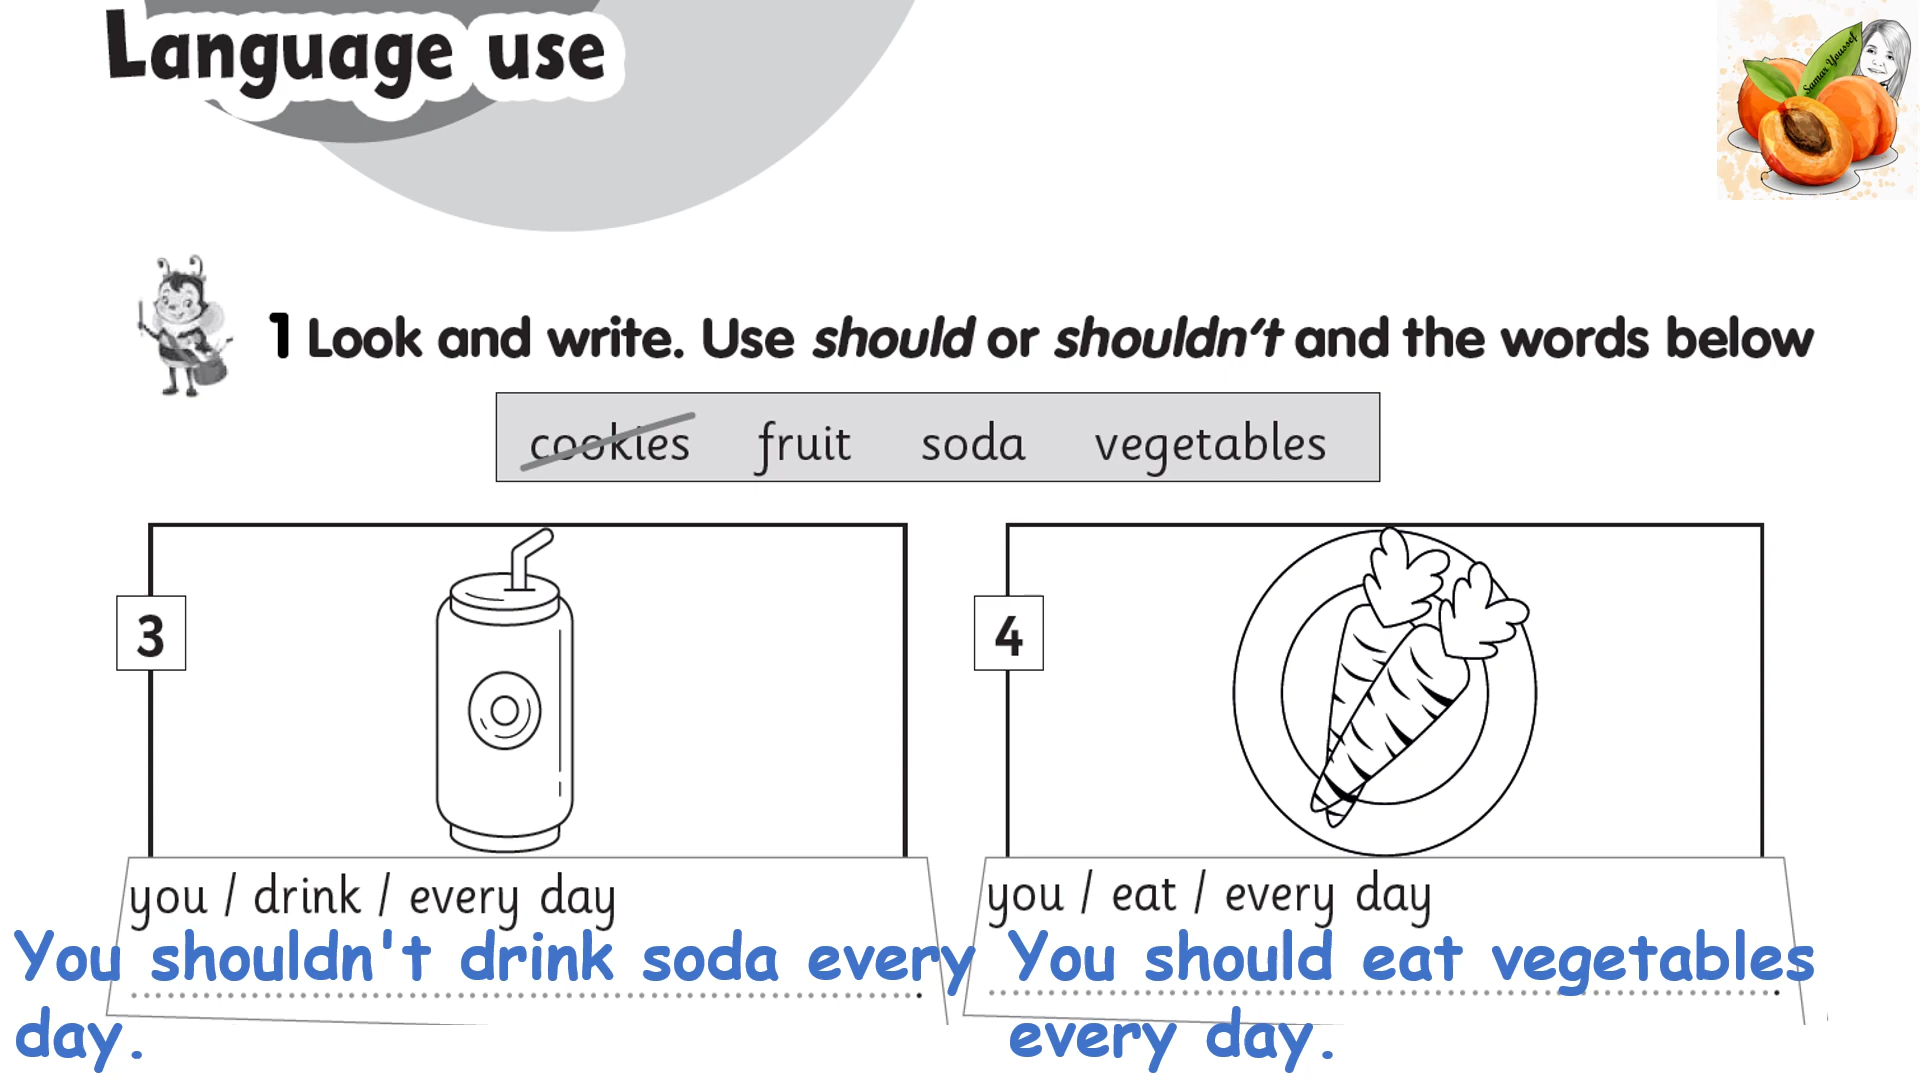 Language use
Samar Youssef
1 Look and write. Use should or shouldn't and the words below
cookies fruit soda vegetables
3
4
you / drink / every day
You shouldn't drink soda every
day.
you / eat / every day
You should eat vegetables
every day.